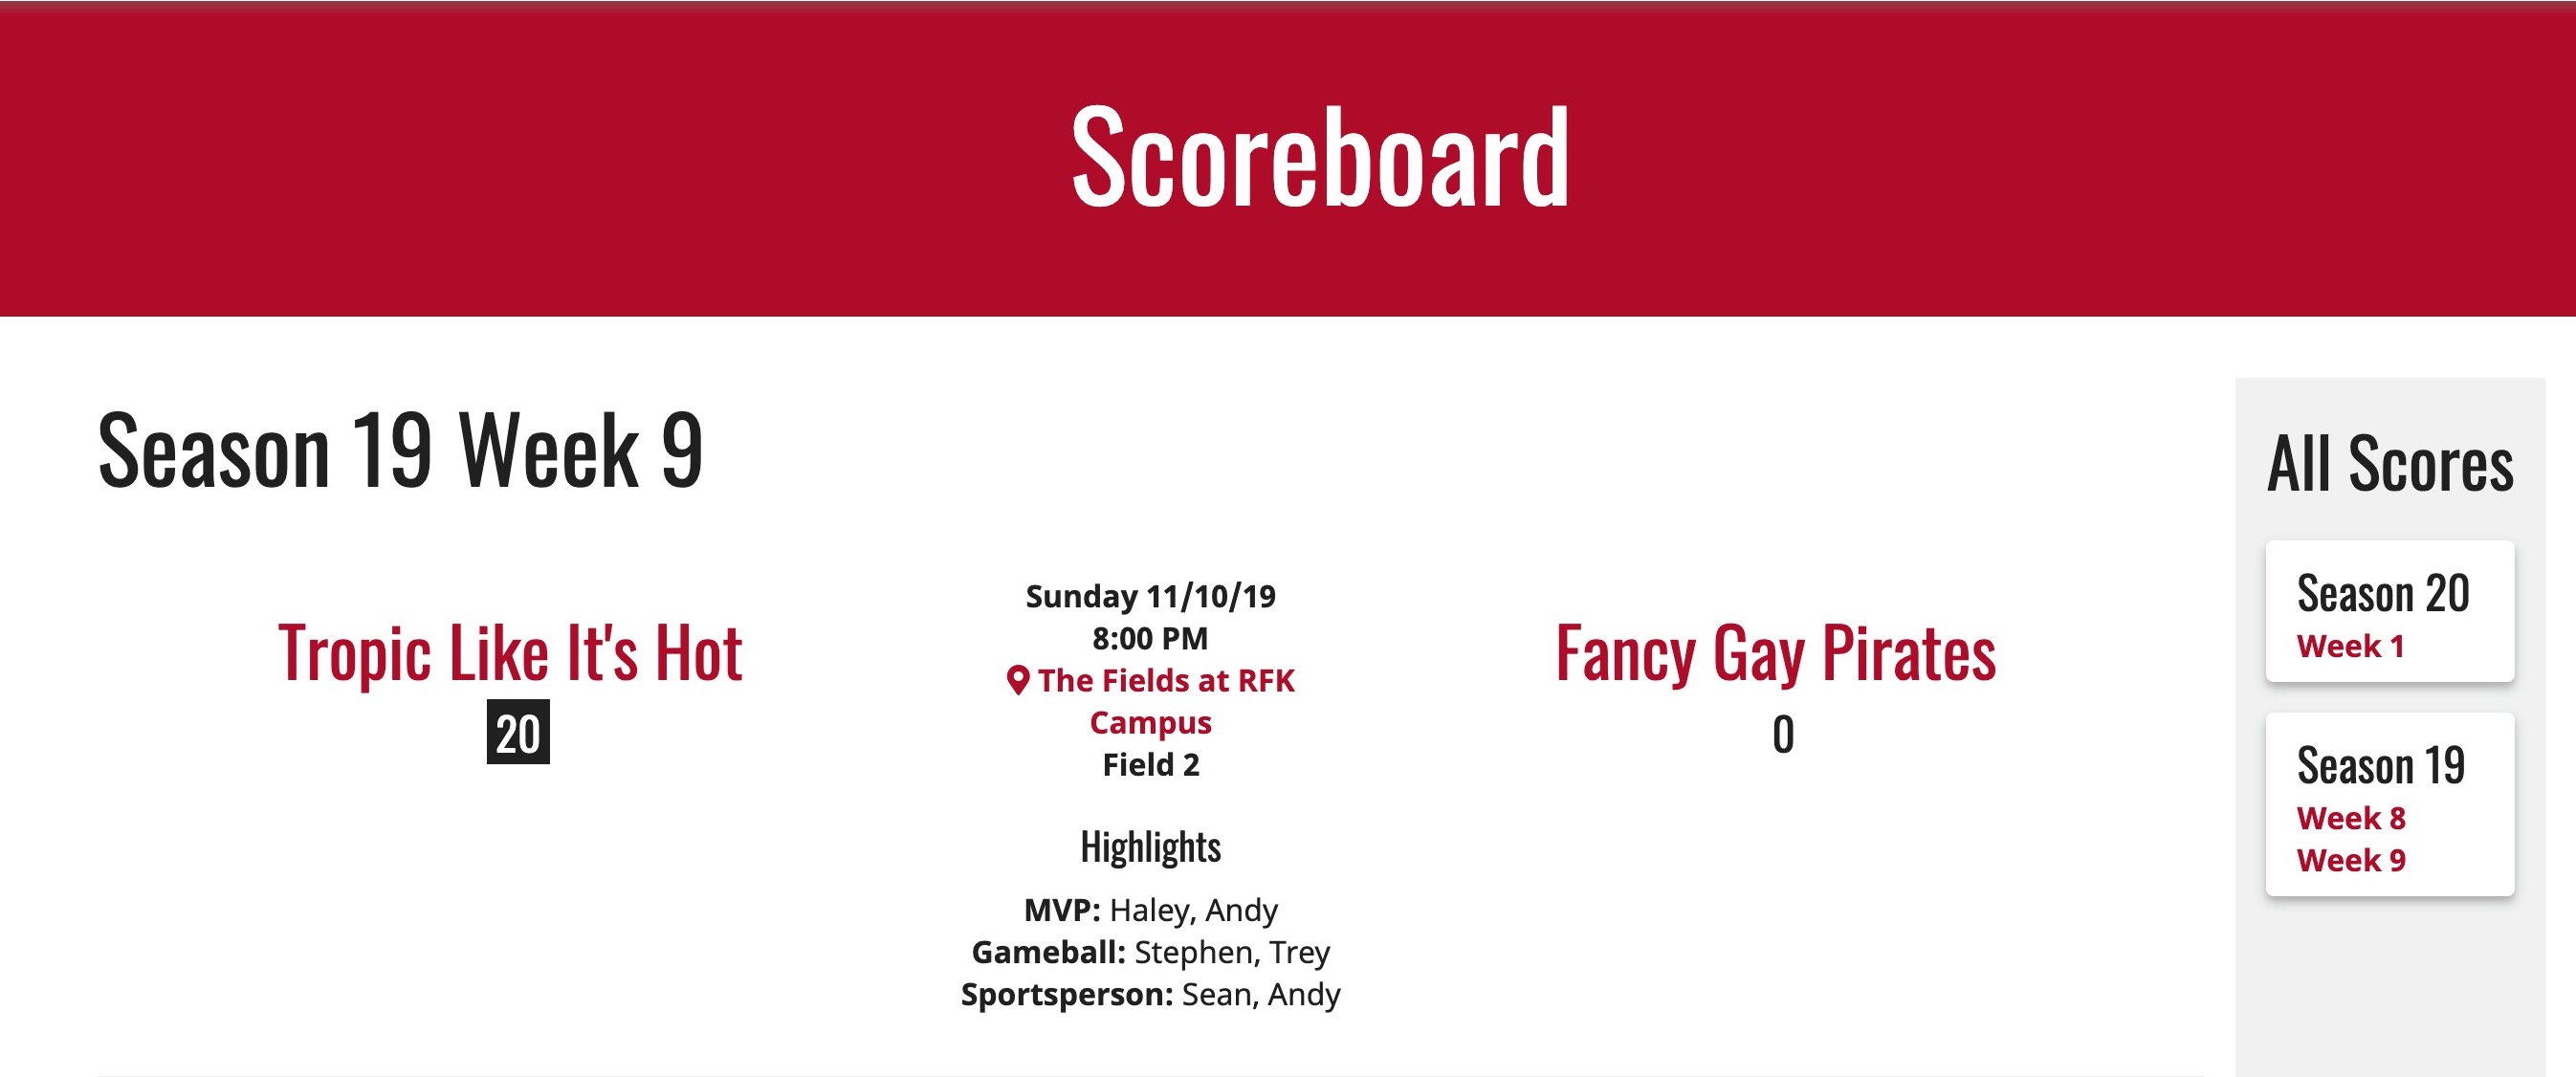 Scoreboard
Season 19 Week 9
Tropic Like It's Hot
20
Sunday 11/10/19
8:00 PM
The Fields at RFK
Campus
Field 2
Highlights
MVP: Haley, Andy
Gameball: Stephen, Trey
Sportsperson: Sean, Andy
Fancy Gay Pirates
0
All Scores
Season 20
Week 1
Season 19
Week 8
Week 9